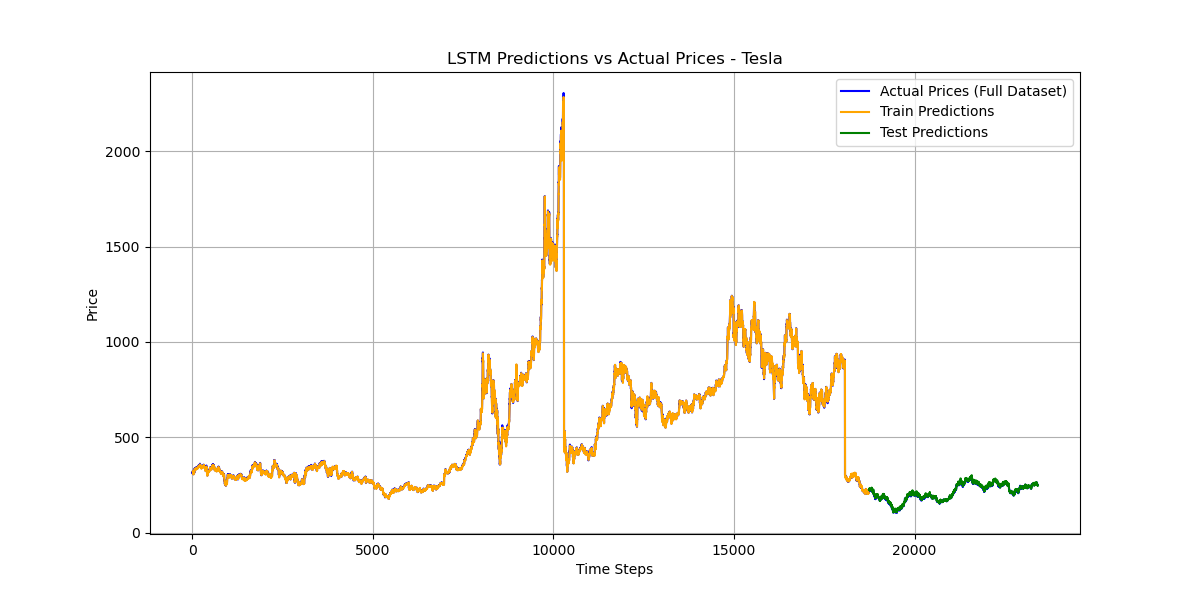 LSTM Predictions vs Actual Prices - Tesla
Actual Prices (Full Dataset)
Train Predictions
Test Predictions
Price
2000
1500
1000
500
0
0
5000
10000
15000
20000
Time Steps